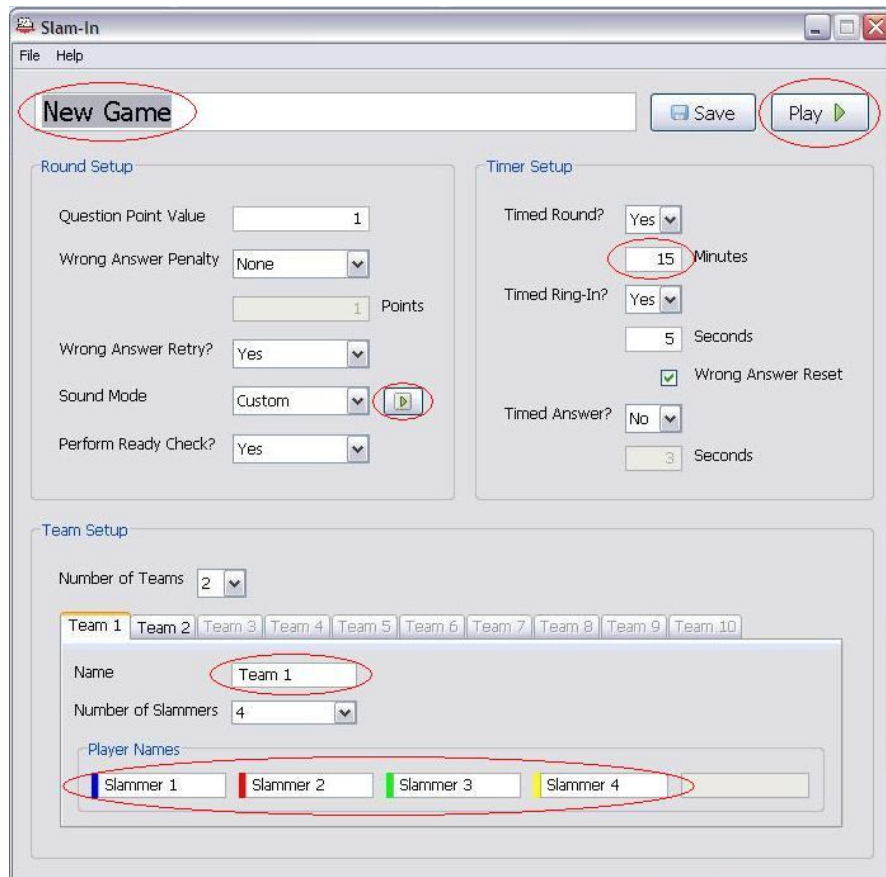 Slam-In
File Help
New Game
Save
Play
Round Setup
Question Point Value 1
Wrong Answer Penalty None
1 Points
Wrong Answer Retry? Yes
Sound Mode Custom
Perform Ready Check? Yes
Timer Setup
Timed Round? Yes
15 Minutes
Timed Ring-In? Yes
5 Seconds
Wrong Answer Reset
Timed Answer? No
3 Seconds
Team Setup
Number of Teams 2
Team 1 Team 2 Team 3 Team 4 Team 5 Team 6 Team 7 Team 8 Team 9 Team 10
Name Team 1
Number of Slammers 4
Player Names
Slammer 1 Slammer 2 Slammer 3 Slammer 4